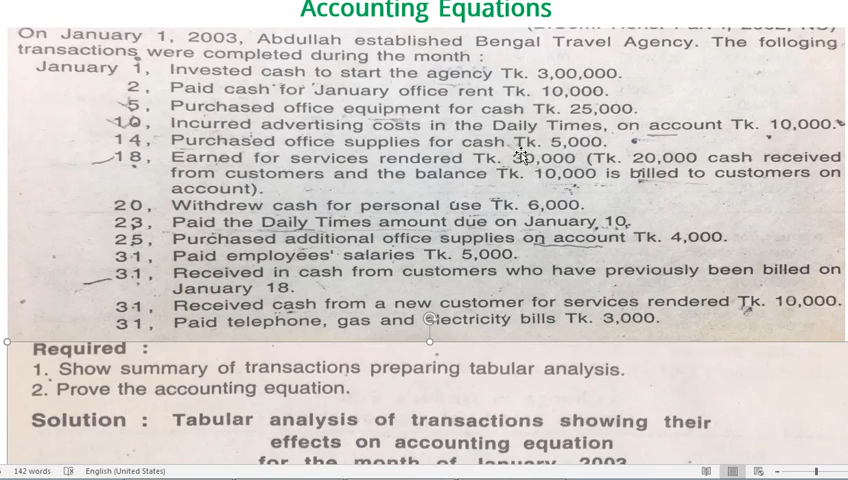 Accounting Equations
On January 1, 2003, Abdullah established Bengal Travel Agency. The folloging
transactions were completed during the month :
January 1, Invested cash to start the agency Tk. 3,00,000.
2, Paid cash for January office rent Tk. 10,000.
5, Purchased office equipment for cash Tk. 25,000.
10, Incurred advertising costs in the Daily Times, on account Tk. 10,000.
14, Purchased office supplies for cash Tk. 5,000.
18, Earned for services rendered Tk. 30,000 (Tk. 20,000 cash received
from customers and the balance Tk. 10,000 is billed to customers on
account).
20, Withdrew cash for personal use Tk. 6,000.
23, Paid the Daily Times amount due on January 10.
25, Purchased additional office supplies on account Tk. 4,000.
31, Paid employees' salaries Tk. 5,000.
31, Received in cash from customers who have previously been billed on
January 18.
31, Received cash from a new customer for services rendered Tk. 10,000.
31, Paid telephone, gas and electricity bills Tk. 3,000.
Required :
1. Show summary of transactions preparing tabular analysis.
2. Prove the accounting equation.
Solution : Tabular analysis of transactions showing their
effects on accounting equation
for the month of January 2003
142 words English (United States)